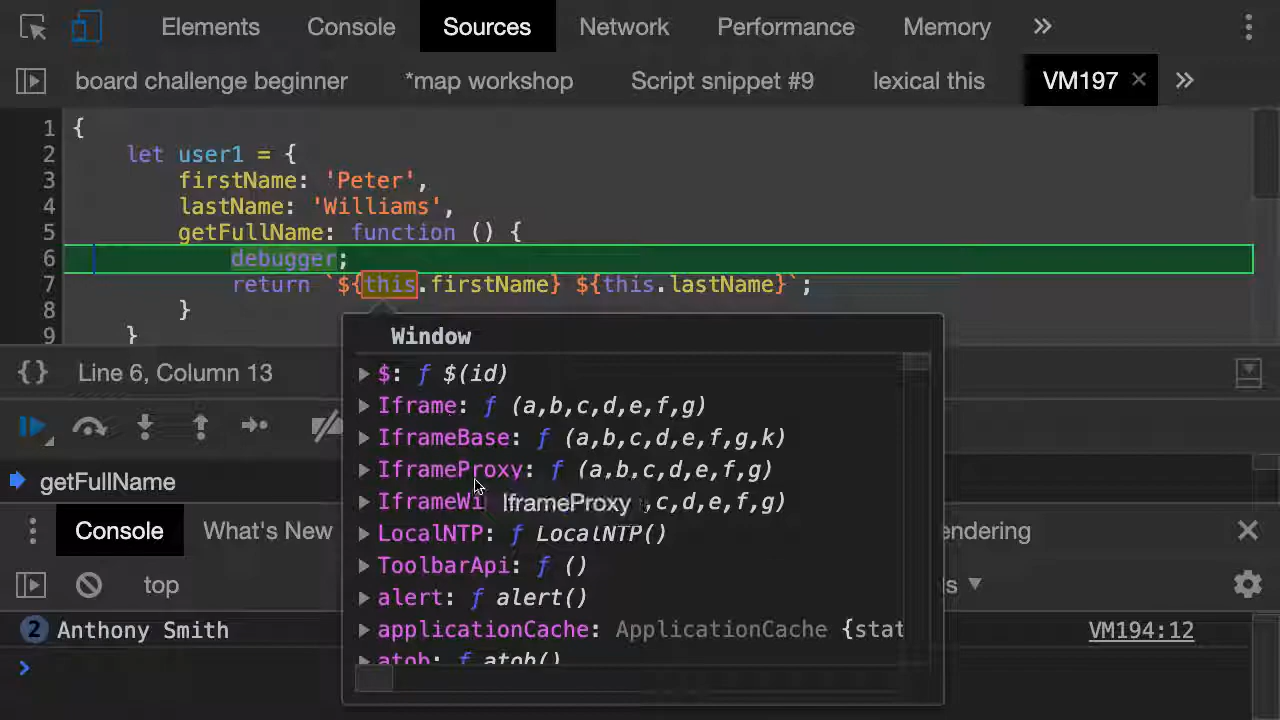 Elements Console Sources Network Performance Memory »
board challenge beginner *map workshop Script snippet #9 lexical this VM197 × »
1 {
2 let user1 = {
3 firstName: 'Peter',
4 lastName: 'Williams',
5 getFullName: function () {
6 debugger;
7 return `${this.firstName} ${this.lastName}`;
8 }
9 }
Window
{} Line 6, Column 13
$: ƒ $(id)
Iframe: ƒ (a,b,c,d,e,f,g)
IframeBase: ƒ (a,b,c,d,e,f,g,k)
getFullName
IframeProxy: ƒ (a,b,c,d,e,f,g)
IframeWi IframeProxy ,c,d,e,f,g)
Console What's New endering
LocalNTP: ƒ LocalNTP()
ToolbarApi: ƒ ()
top s
alert: ƒ alert()
2 Anthony Smith VM194:12
applicationCache: ApplicationCache {stat
atob: ƒ atob()